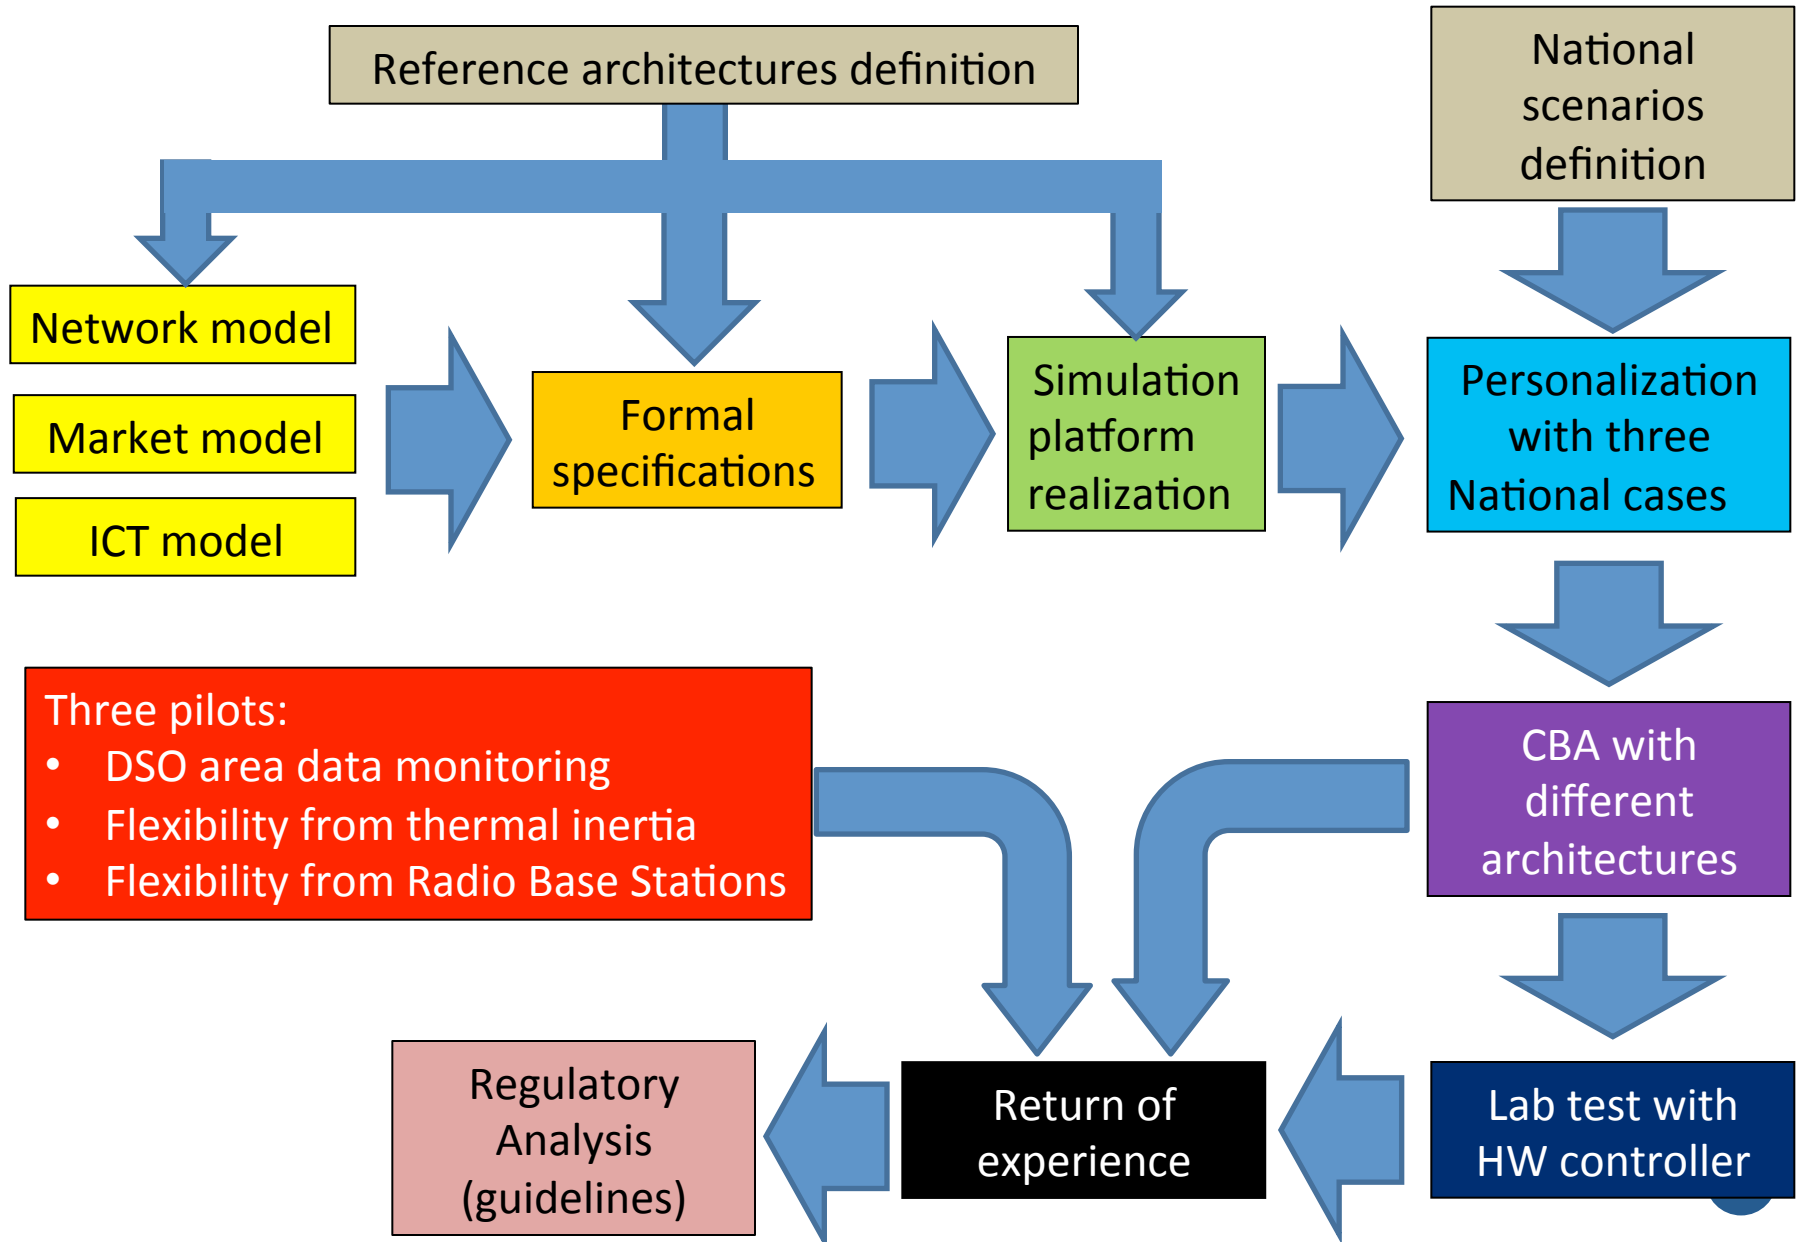 Reference architectures definition
National
scenarios
definition
Network model
Market model
ICT model
Formal
specifications
Simulation
platform
realization
Personalization
with three
National cases
Three pilots:
• DSO area data monitoring
• Flexibility from thermal inertia
• Flexibility from Radio Base Stations
CBA with
different
architectures
Regulatory
Analysis
(guidelines)
Return of
experience
Lab test with
HW controller